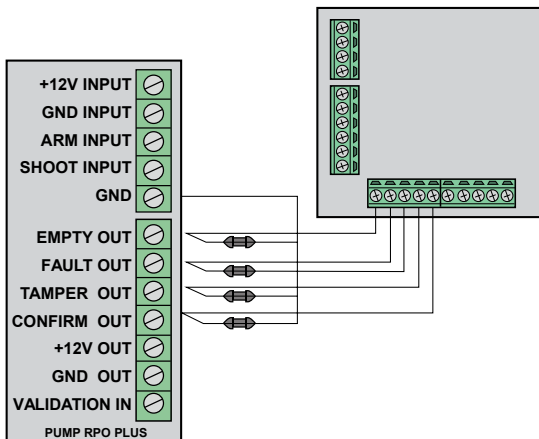 +12V INPUT
GND INPUT
ARM INPUT
SHOOT INPUT
GND
EMPTY OUT
FAULT OUT
TAMPER OUT
CONFIRM OUT
+12V OUT
GND OUT
VALIDATION IN
PUMP RPO PLUS